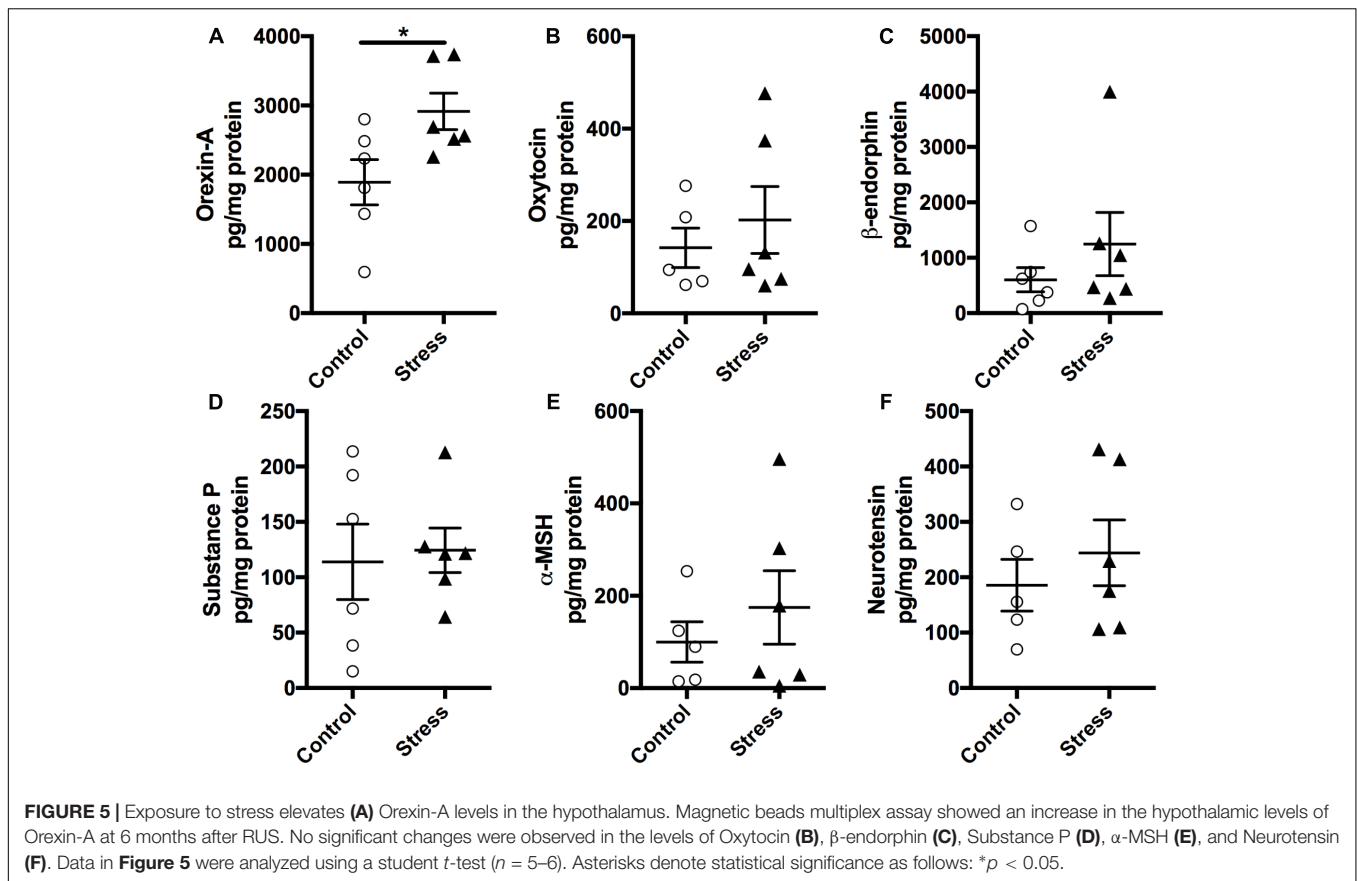 A
*
4000
3000
2000
1000
0
Orexin-A
pg/mg protein
Control
Stress
B
600
400
200
0
Oxytocin
pg/mg protein
Control
Stress
C
5000
4000
3000
2000
1000
0
β-endorphin
pg/mg protein
Control
Stress
D
250
200
150
100
50
0
Substance P
pg/mg protein
Control
Stress
E
600
400
200
0
α-MSH
pg/mg protein
Control
Stress
F
500
400
300
200
100
0
Neurotensin
pg/mg protein
Control
Stress
FIGURE 5 | Exposure to stress elevates (A) Orexin-A levels in the hypothalamus. Magnetic beads multiplex assay showed an increase in the hypothalamic levels of
Orexin-A at 6 months after RUS. No significant changes were observed in the levels of Oxytocin (B), β-endorphin (C), Substance P (D), α-MSH (E), and Neurotensin
(F). Data in Figure 5 were analyzed using a student t-test (n = 5–6). Asterisks denote statistical significance as follows: *p < 0.05.